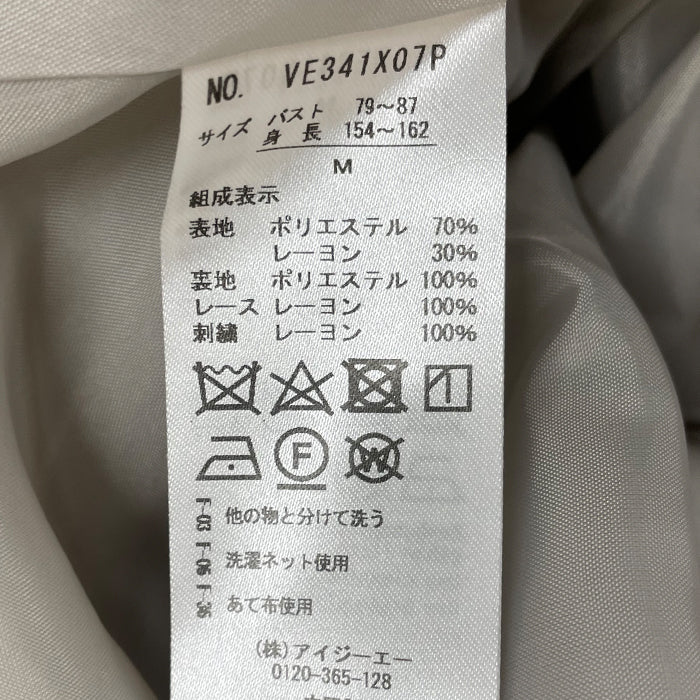 NO. VE341X07P
サイズ バスト 79～87
身長 154～162
M
組成表示
表地 ポリエステル 70%
レーヨン 30%
裏地 ポリエステル 100%
レース レーヨン 100%
刺繍 レーヨン 100%
F
W
F-03 他の物と分けて洗う
F-06 洗濯ネット使用
F-36 あて布使用
(株)アイジーエー
0120-365-128